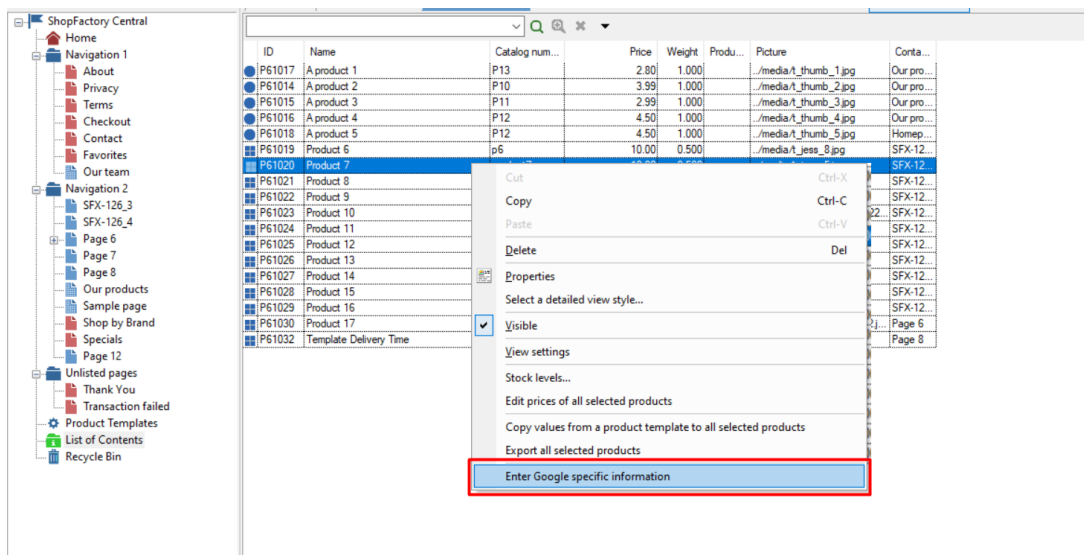 ShopFactory Central
Home
Navigation 1
About
Privacy
Terms
Checkout
Contact
Favorites
Our team
Navigation 2
SFX-126_3
SFX-126_4
Page 6
Page 7
Page 8
Our products
Sample page
Shop by Brand
Specials
Page 12
Unlisted pages
Thank You
Transaction failed
Product Templates
List of Contents
Recycle Bin
ID Name Catalog num... Price Weight Produ... Picture Conta...
P61017 A product 1 P13 2.80 1.000 ../media/t_thumb_1.jpg Our pro...
P61014 A product 2 P10 3.99 1.000 ../media/t_thumb_2.jpg Our pro...
P61015 A product 3 P11 2.99 1.000 ../media/t_thumb_3.jpg Our pro...
P61016 A product 4 P12 4.50 1.000 ../media/t_thumb_4.jpg Our pro...
P61018 A product 5 P12 4.50 1.000 ../media/t_thumb_5.jpg Homep...
P61019 Product 6 p6 10.00 0.500 ../media/t_jess_8.jpg SFX-12...
P61020 Product 7 SFX-12...
P61021 Product 8 SFX-12...
P61022 Product 9 SFX-12...
P61023 Product 10 22... SFX-12...
P61024 Product 11 SFX-12...
P61025 Product 12 SFX-12...
P61026 Product 13 SFX-12...
P61027 Product 14 SFX-12...
P61028 Product 15 SFX-12...
P61029 Product 16 SFX-12...
P61030 Product 17 Page 6
P61032 Template Delivery Time Page 8
Cut Ctrl-X
Copy Ctrl-C
Paste Ctrl-V
Delete Del
Properties
Select a detailed view style...
Visible
View settings
Stock levels...
Edit prices of all selected products
Copy values from a product template to all selected products
Export all selected products
Enter Google specific information